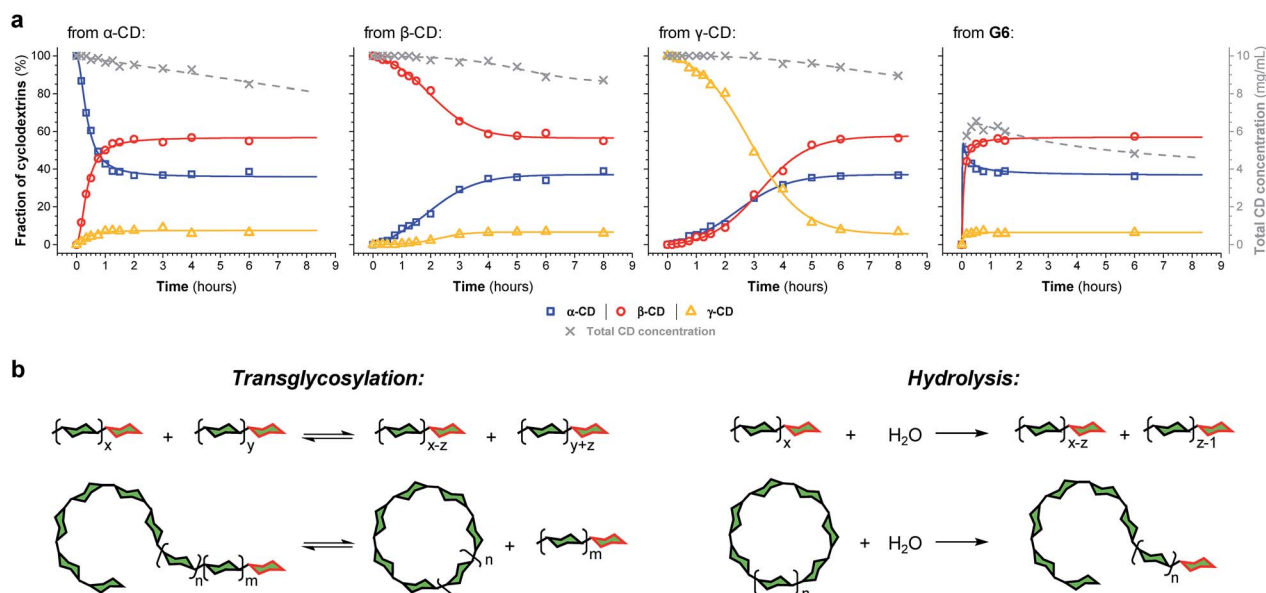 a
from α-CD:
from β-CD:
from γ-CD:
from G6:
Fraction of cyclodextrins (%)
100
80
60
40
20
0
0 1 2 3 4 5 6 7 8 9
0 1 2 3 4 5 6 7 8 9
0 1 2 3 4 5 6 7 8 9
0 1 2 3 4 5 6 7 8 9
10
8
6
4
2
0
Total CD concentration (mg/mL)
Time (hours)
Time (hours)
Time (hours)
Time (hours)
α-CD | β-CD | γ-CD
Total CD concentration
b
Transglycosylation:
Hydrolysis:
x + y x-z + y+z
x + H2O x-z + z-1
n m n + m
n + H2O n